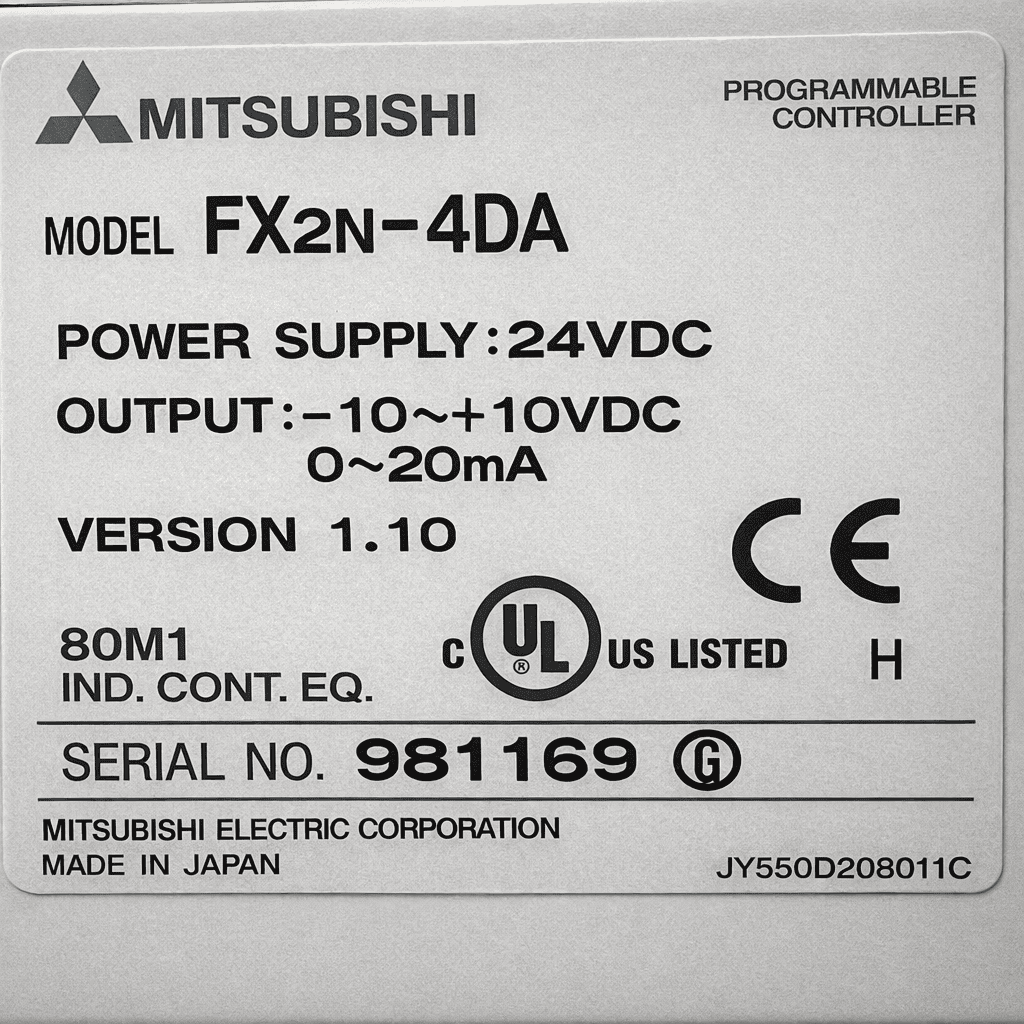 MITSUBISHI
PROGRAMMABLE
CONTROLLER
MODEL FX2N-4DA
POWER SUPPLY:24VDC
OUTPUT:-10~+10VDC
0~20mA
VERSION 1.10
CE
80M1
IND. CONT. EQ.
C UL ® US LISTED
H
SERIAL NO. 981169 G
MITSUBISHI ELECTRIC CORPORATION
MADE IN JAPAN
JY550D208011C